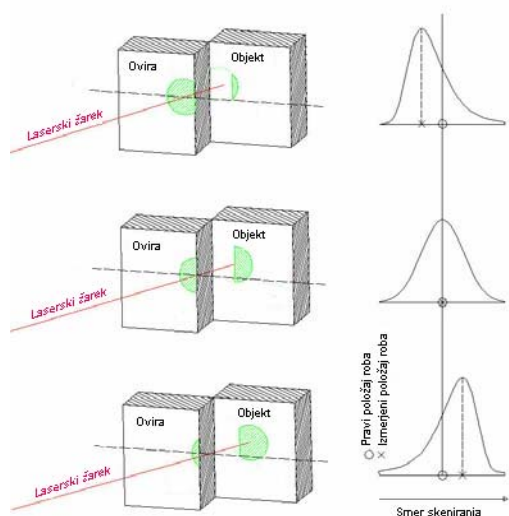 Ovira
Objekt
Laserski žarek
Ovira
Objekt
Laserski žarek
Ovira
Objekt
Laserski žarek
Pravi položaj roba
Izmerjeni položaj roba
Smer skeniranja